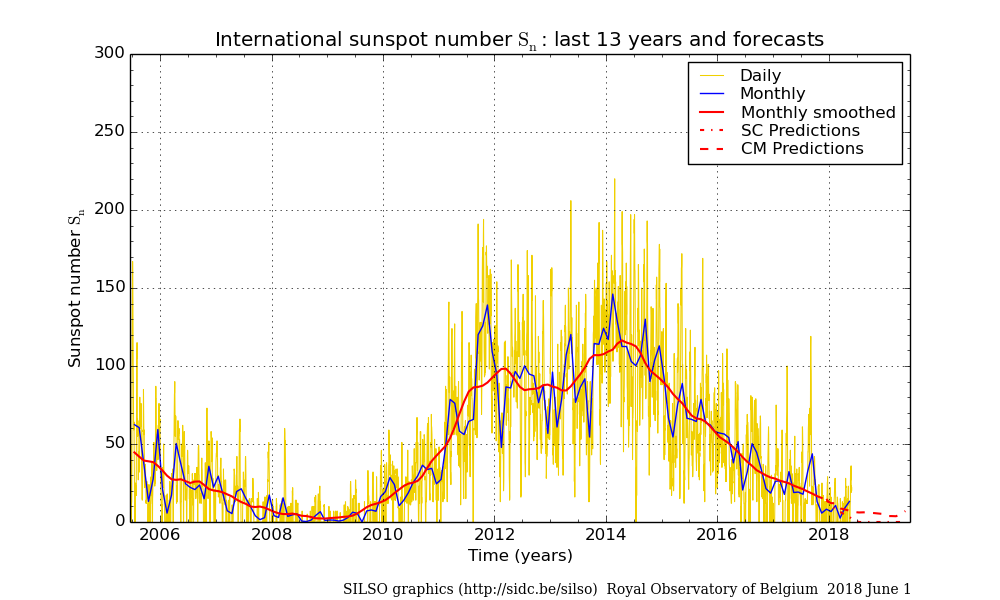 International sunspot number Sn : last 13 years and forecasts
300
250
200
150
100
50
0
Sunspot number Sn
Daily
Monthly
Monthly smoothed
SC Predictions
CM Predictions
2006 2008 2010 2012 2014 2016 2018
Time (years)
SILSO graphics (http://sidc.be/silso) Royal Observatory of Belgium 2018 June 1